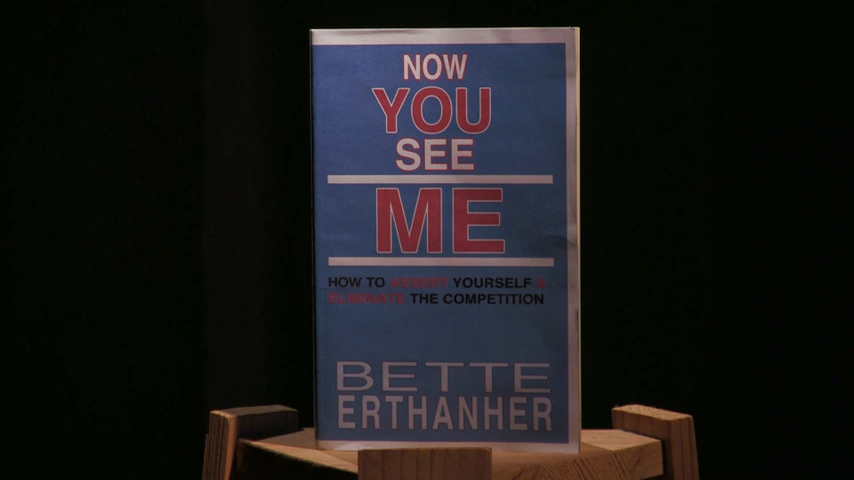 NOW
YOU
SEE
ME
HOW TO ASSERT YOURSELF &
ELIMINATE THE COMPETITION
BETTE
ERTHANHER